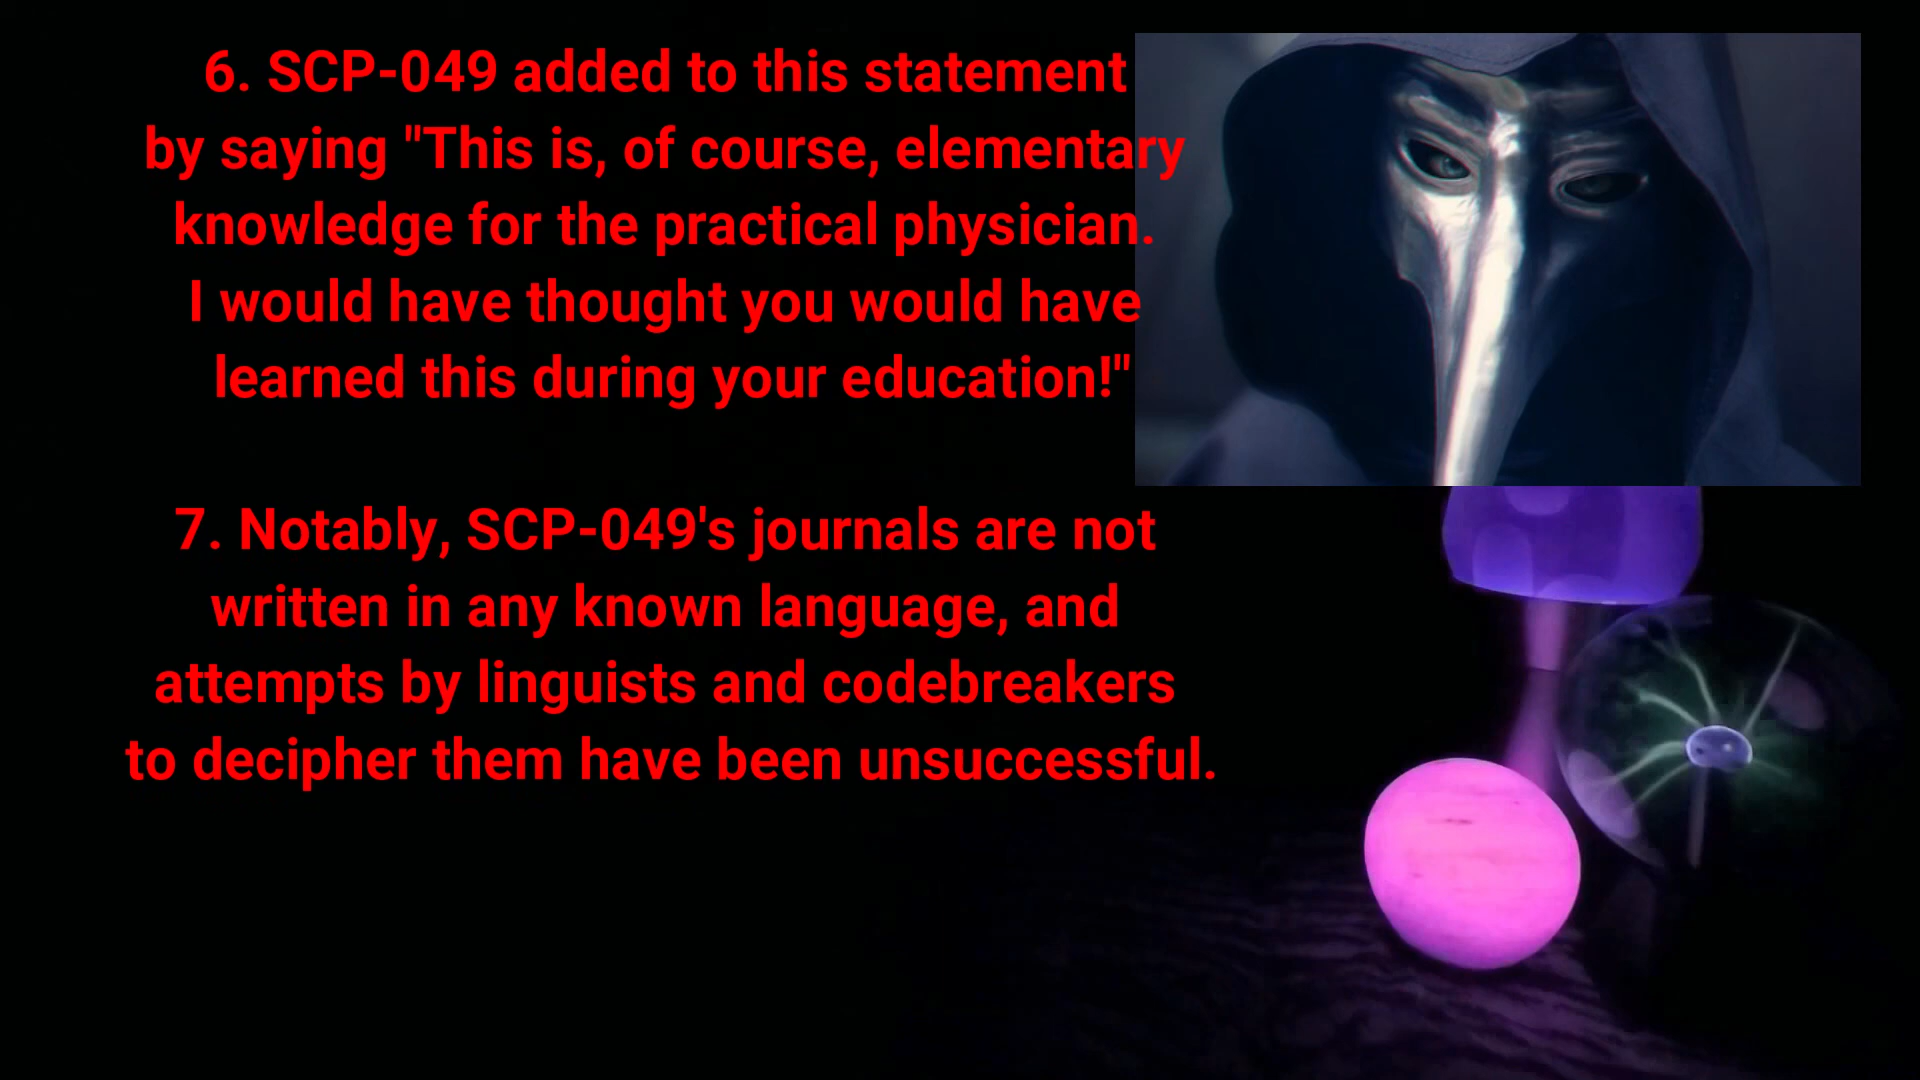 6. SCP-049 added to this statement
by saying "This is, of course, elementary
knowledge for the practical physician.
I would have thought you would have
learned this during your education!"
7. Notably, SCP-049's journals are not
written in any known language, and
attempts by linguists and codebreakers
to decipher them have been unsuccessful.